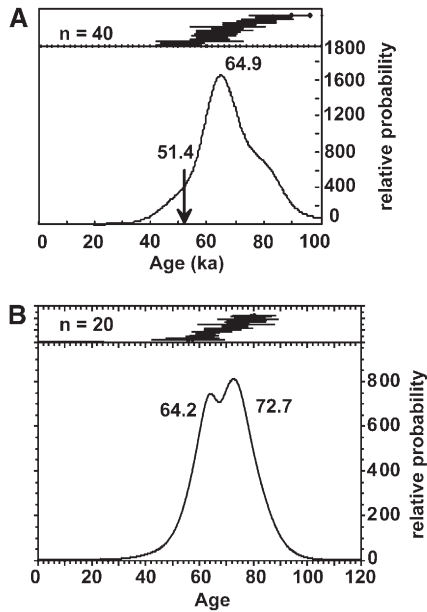 A
n = 40
1800
64.9
1600
1200
51.4
800
400
0
relative probability
0 20 40 60 80 100
Age (ka)
B
n = 20
800
64.2 72.7
600
400
200
0
relative probability
0 20 40 60 80 120
Age